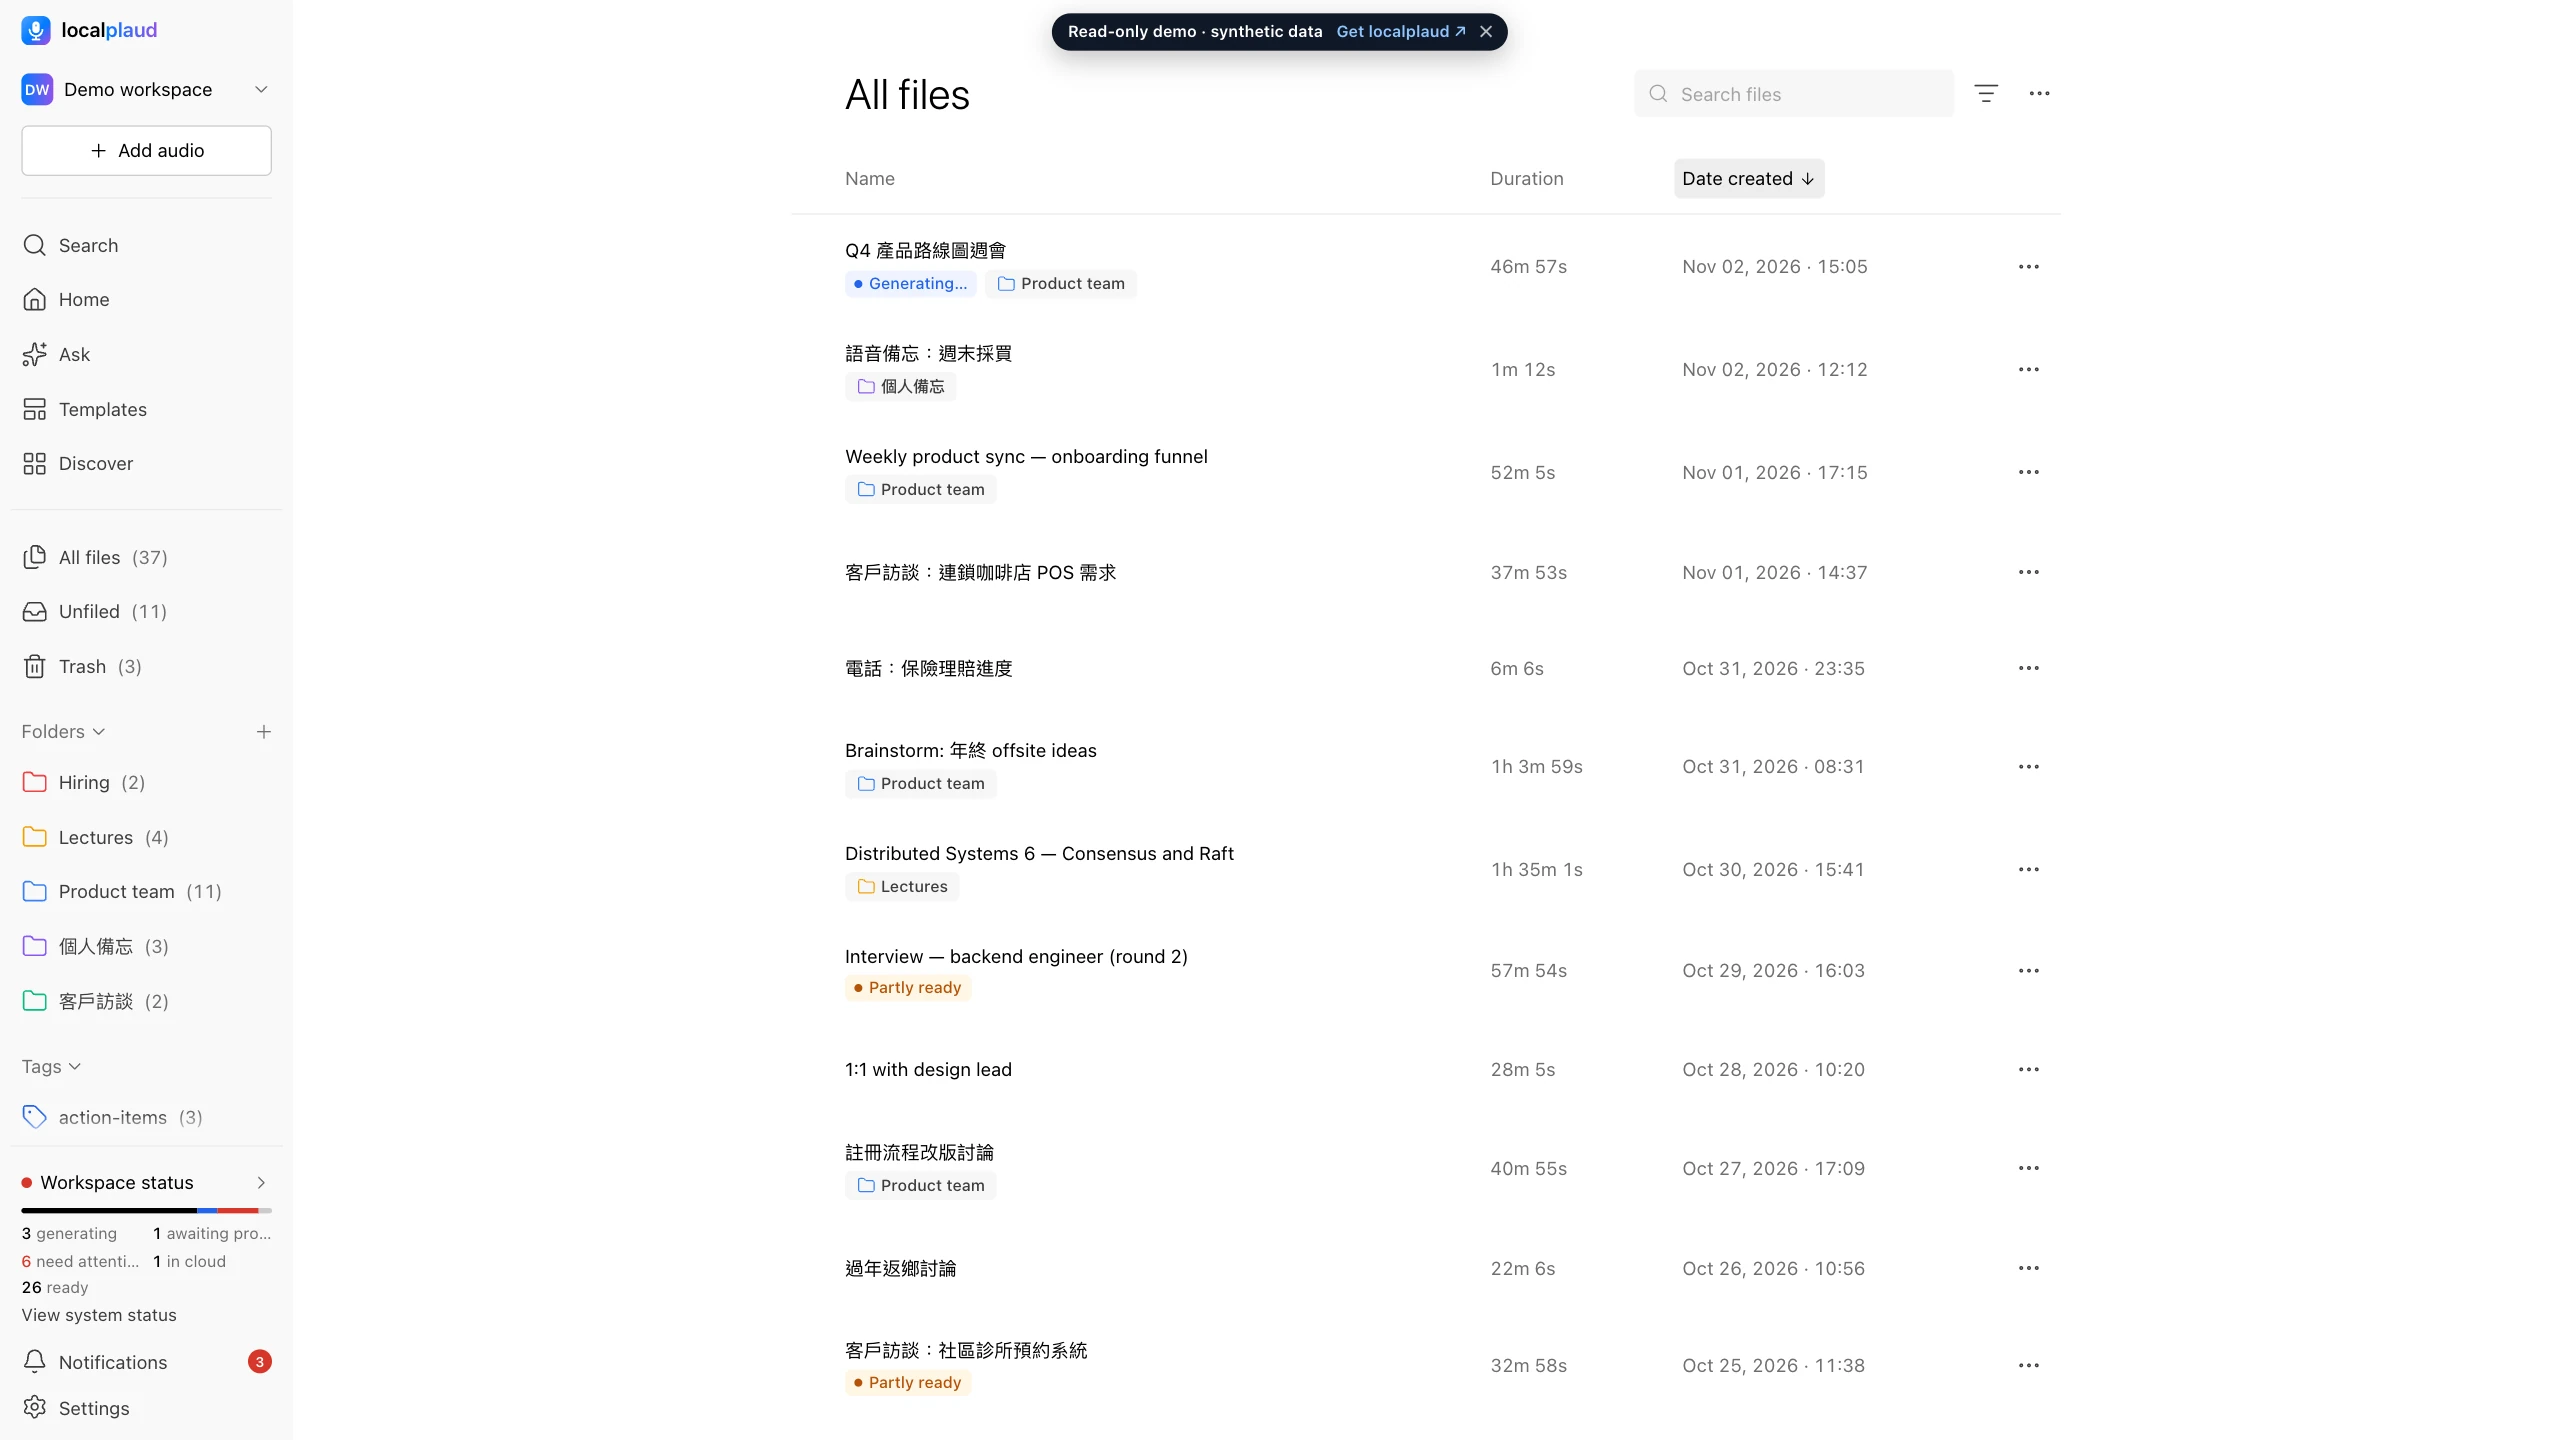 localplaud
Read-only demo · synthetic data Get localplaud ↗
DW Demo workspace
+ Add audio
Search
Home
Ask
Templates
Discover
All files (37)
Unfiled (11)
Trash (3)
Folders
Hiring (2)
Lectures (4)
Product team (11)
個人備忘 (3)
客戶訪談 (2)
Tags
action-items (3)
Workspace status
3 generating 1 awaiting pro...
6 need attenti... 1 in cloud
26 ready
View system status
Notifications 3
Settings
All files
Search files
Name Duration Date created ↓
Q4 產品路線圖週會
Generating... Product team
46m 57s Nov 02, 2026 · 15:05
語音備忘：週末採買
個人備忘
1m 12s Nov 02, 2026 · 12:12
Weekly product sync — onboarding funnel
Product team
52m 5s Nov 01, 2026 · 17:15
客戶訪談：連鎖咖啡店 POS 需求
37m 53s Nov 01, 2026 · 14:37
電話：保險理賠進度
6m 6s Oct 31, 2026 · 23:35
Brainstorm: 年終 offsite ideas
Product team
1h 3m 59s Oct 31, 2026 · 08:31
Distributed Systems 6 — Consensus and Raft
Lectures
1h 35m 1s Oct 30, 2026 · 15:41
Interview — backend engineer (round 2)
Partly ready
57m 54s Oct 29, 2026 · 16:03
1:1 with design lead
28m 5s Oct 28, 2026 · 10:20
註冊流程改版討論
Product team
40m 55s Oct 27, 2026 · 17:09
過年返鄉討論
22m 6s Oct 26, 2026 · 10:56
客戶訪談：社區診所預約系統
Partly ready
32m 58s Oct 25, 2026 · 11:38